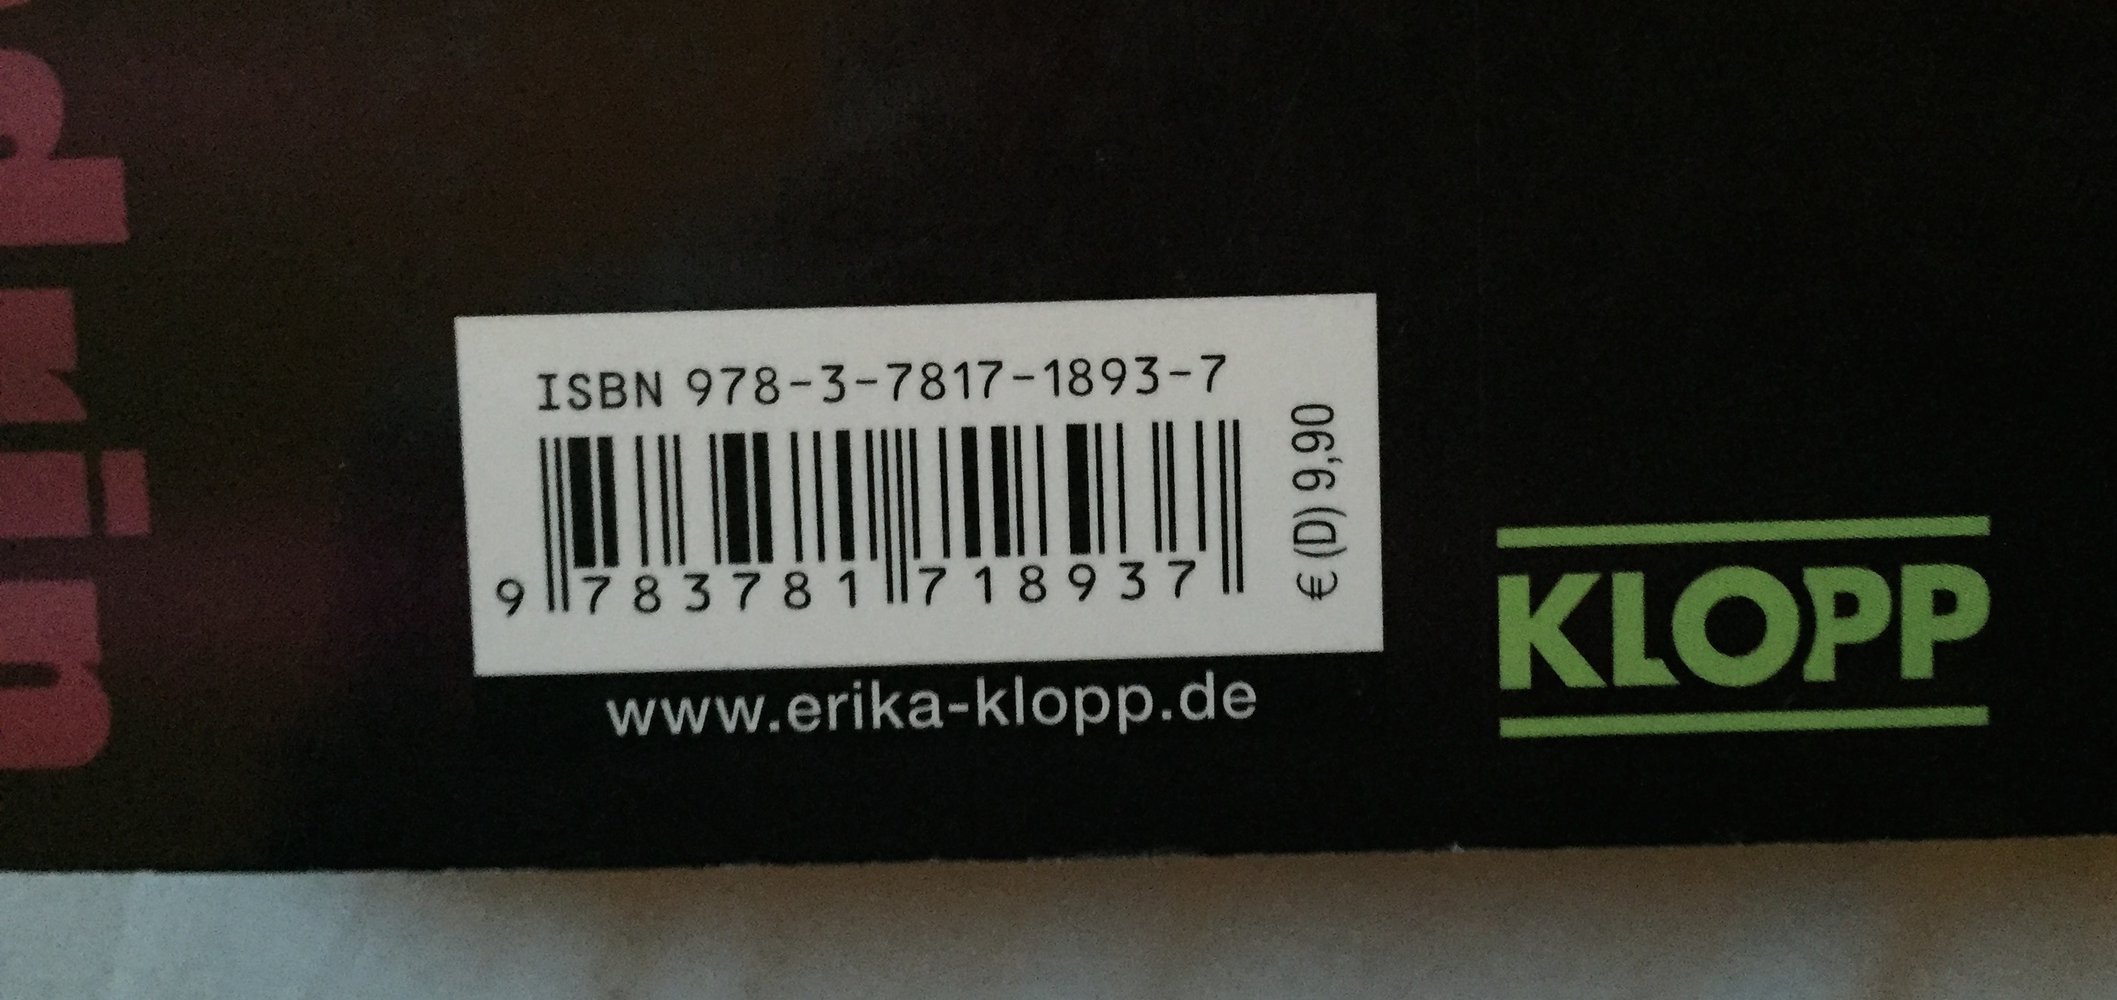 ISBN 978-3-7817-1893-7
9 783781 718937
€ (D) 9,90
www.erika-klopp.de
KLOPP